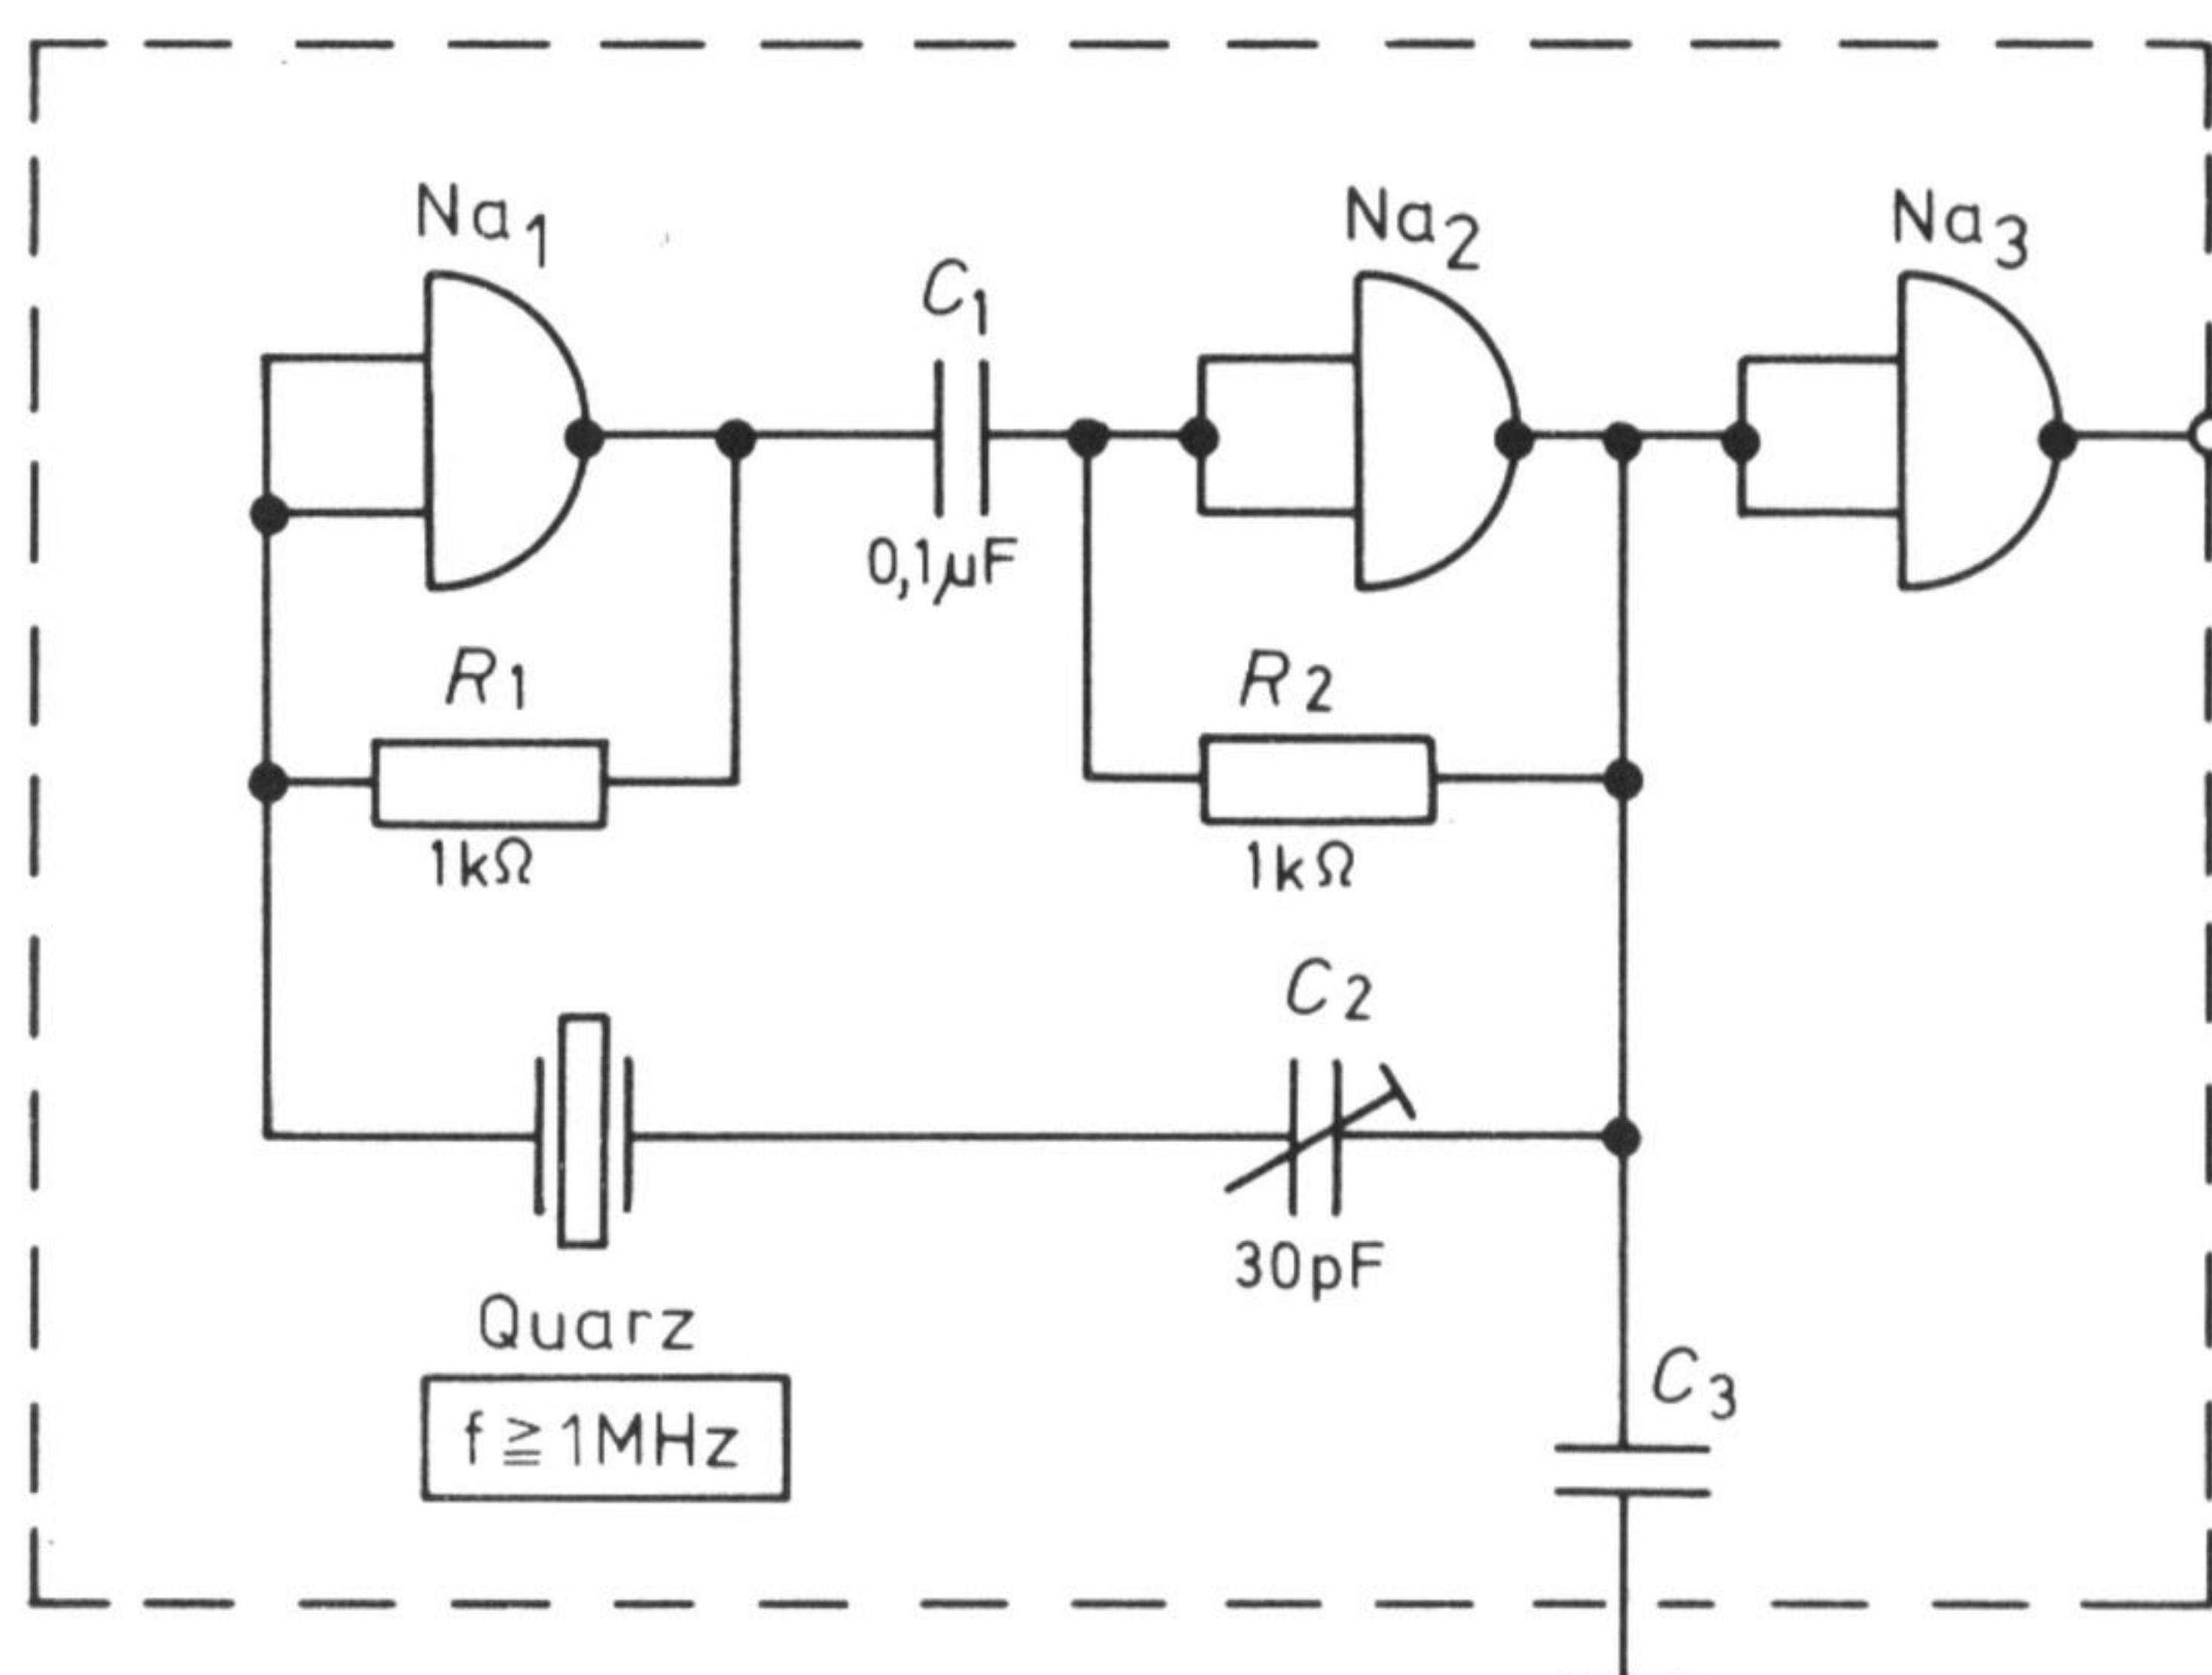 Na1
Na2
Na3
C1
0,1µF
R1
1kΩ
R2
1kΩ
C2
30pF
Quarz
f ≧ 1MHz
C3